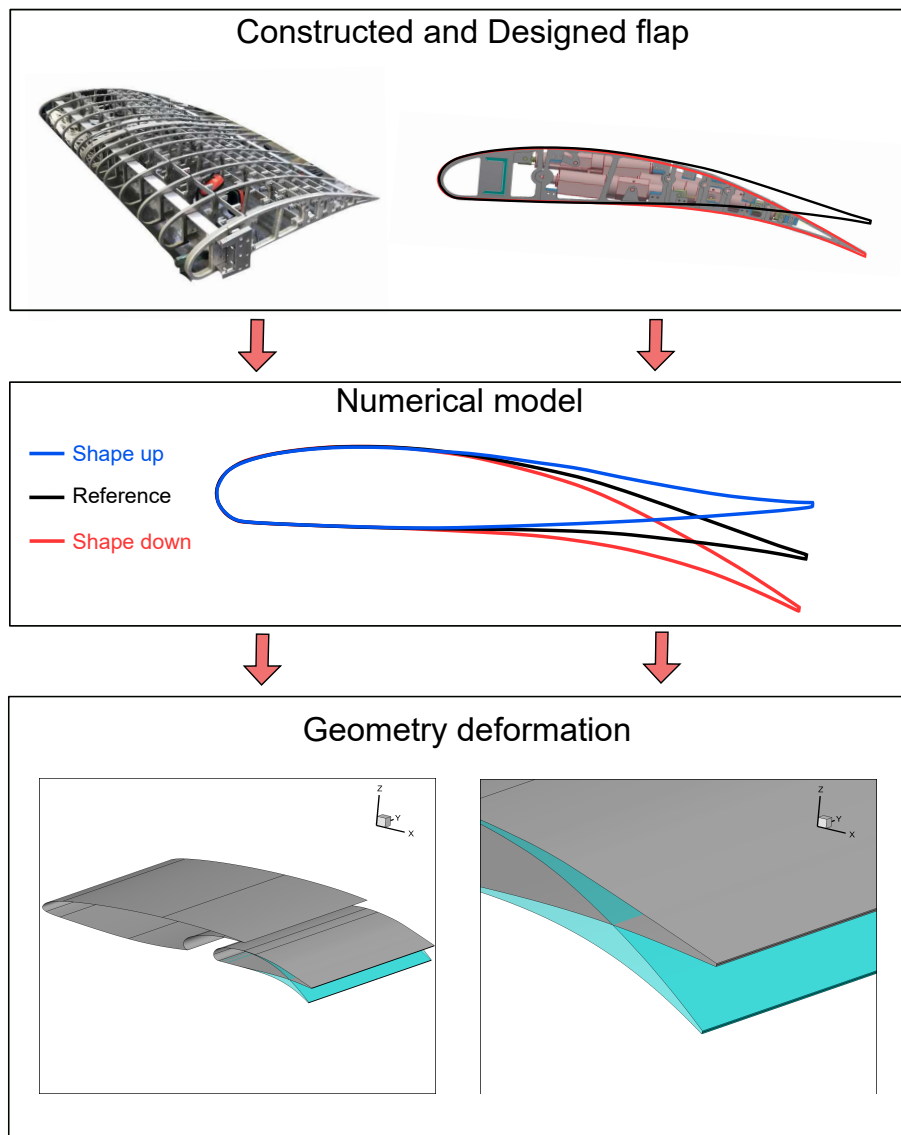 Constructed and Designed flap
Numerical model
Shape up
Reference
Shape down
Geometry deformation
Z
Y
X
Z
Y
X